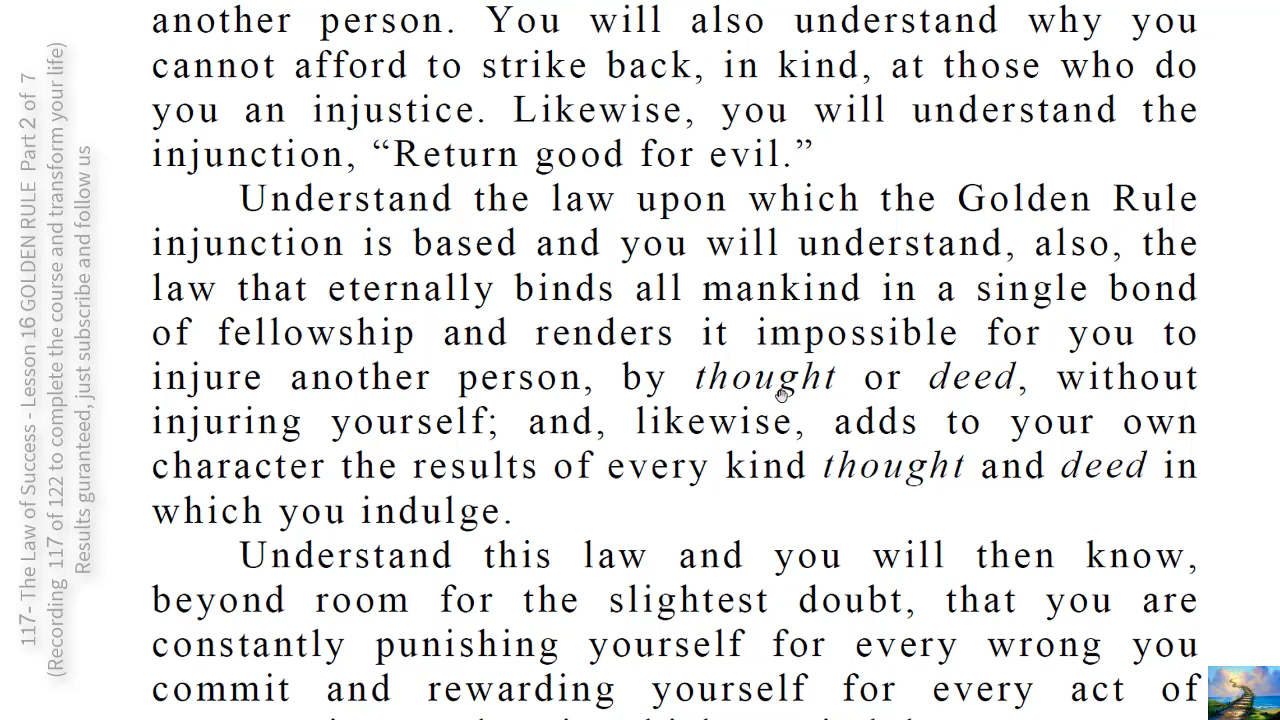 another person. You will also understand why you
cannot afford to strike back, in kind, at those who do
you an injustice. Likewise, you will understand the
injunction, “Return good for evil.”
Understand the law upon which the Golden Rule
injunction is based and you will understand, also, the
law that eternally binds all mankind in a single bond
of fellowship and renders it impossible for you to
injure another person, by thought or deed, without
injuring yourself; and, likewise, adds to your own
character the results of every kind thought and deed in
which you indulge.
Understand this law and you will then know,
beyond room for the slightest doubt, that you are
constantly punishing yourself for every wrong you
commit and rewarding yourself for every act of
117 - The Law of Success - Lesson 16 GOLDEN RULE Part 2 of 7
(Recording 117 of 122 to complete the course and transform your life)
Results guranteed, just subscribe and follow us